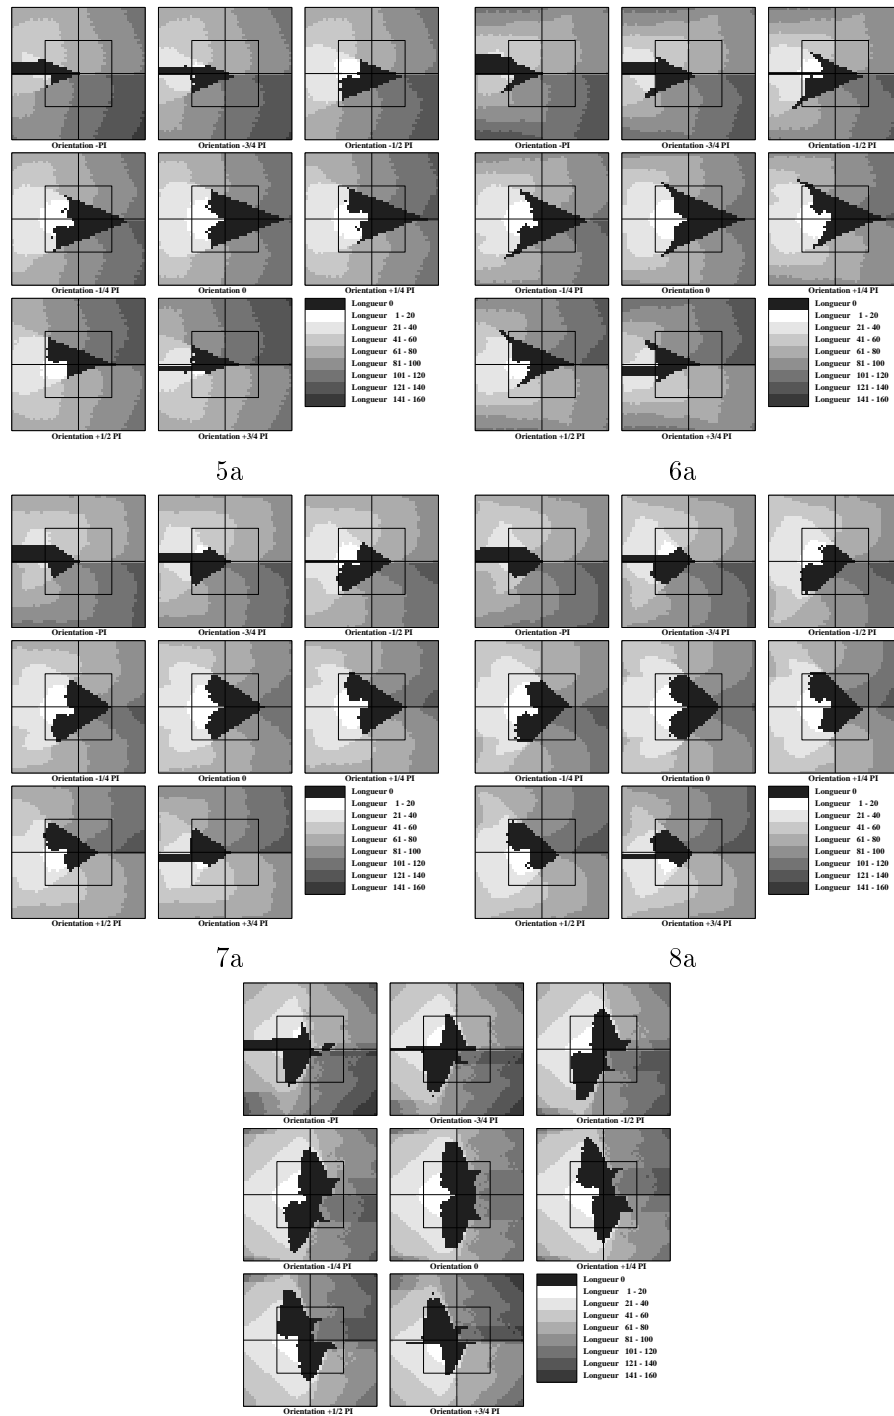 Orientation -PI
Orientation -3/4 PI
Orientation -1/2 PI
Orientation -1/4 PI
Orientation 0
Orientation +1/4 PI
Orientation +1/2 PI
Orientation +3/4 PI
Longueur 0
Longueur 1 - 20
Longueur 21 - 40
Longueur 41 - 60
Longueur 61 - 80
Longueur 81 - 100
Longueur 101 - 120
Longueur 121 - 140
Longueur 141 - 160
5a
Orientation -PI
Orientation -3/4 PI
Orientation -1/2 PI
Orientation -1/4 PI
Orientation 0
Orientation +1/4 PI
Orientation +1/2 PI
Orientation +3/4 PI
Longueur 0
Longueur 1 - 20
Longueur 21 - 40
Longueur 41 - 60
Longueur 61 - 80
Longueur 81 - 100
Longueur 101 - 120
Longueur 121 - 140
Longueur 141 - 160
6a
Orientation -PI
Orientation -3/4 PI
Orientation -1/2 PI
Orientation -1/4 PI
Orientation 0
Orientation +1/4 PI
Orientation +1/2 PI
Orientation +3/4 PI
Longueur 0
Longueur 1 - 20
Longueur 21 - 40
Longueur 41 - 60
Longueur 61 - 80
Longueur 81 - 100
Longueur 101 - 120
Longueur 121 - 140
Longueur 141 - 160
7a
Orientation -PI
Orientation -3/4 PI
Orientation -1/2 PI
Orientation -1/4 PI
Orientation 0
Orientation +1/4 PI
Orientation +1/2 PI
Orientation +3/4 PI
Longueur 0
Longueur 1 - 20
Longueur 21 - 40
Longueur 41 - 60
Longueur 61 - 80
Longueur 81 - 100
Longueur 101 - 120
Longueur 121 - 140
Longueur 141 - 160
8a
Orientation -PI
Orientation -3/4 PI
Orientation -1/2 PI
Orientation -1/4 PI
Orientation 0
Orientation +1/4 PI
Orientation +1/2 PI
Orientation +3/4 PI
Longueur 0
Longueur 1 - 20
Longueur 21 - 40
Longueur 41 - 60
Longueur 61 - 80
Longueur 81 - 100
Longueur 101 - 120
Longueur 121 - 140
Longueur 141 - 160